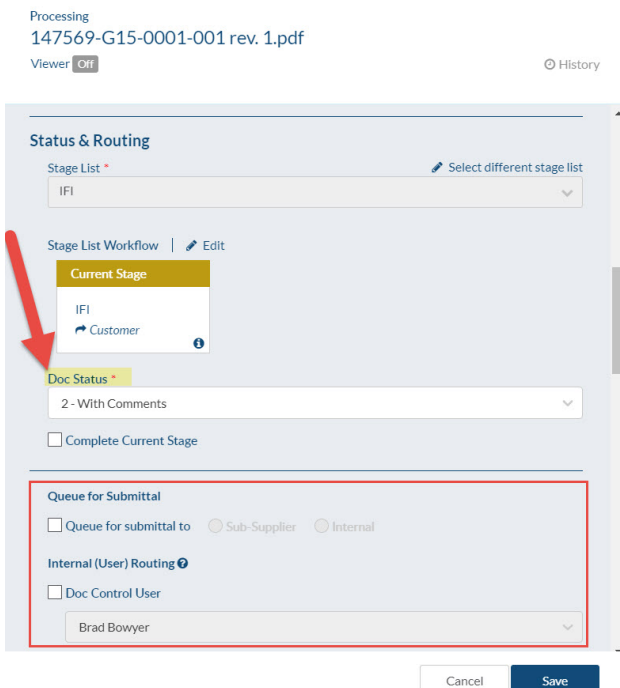 Processing
147569-G15-0001-001 rev. 1.pdf
Viewer Off
History
Status & Routing
Stage List * Select different stage list
IFI
Stage List Workflow | Edit
Current Stage
IFI
Customer
Doc Status *
2 - With Comments
Complete Current Stage
Queue for Submittal
Queue for submittal to Sub-Supplier Internal
Internal (User) Routing
Doc Control User
Brad Bowyer
Cancel Save